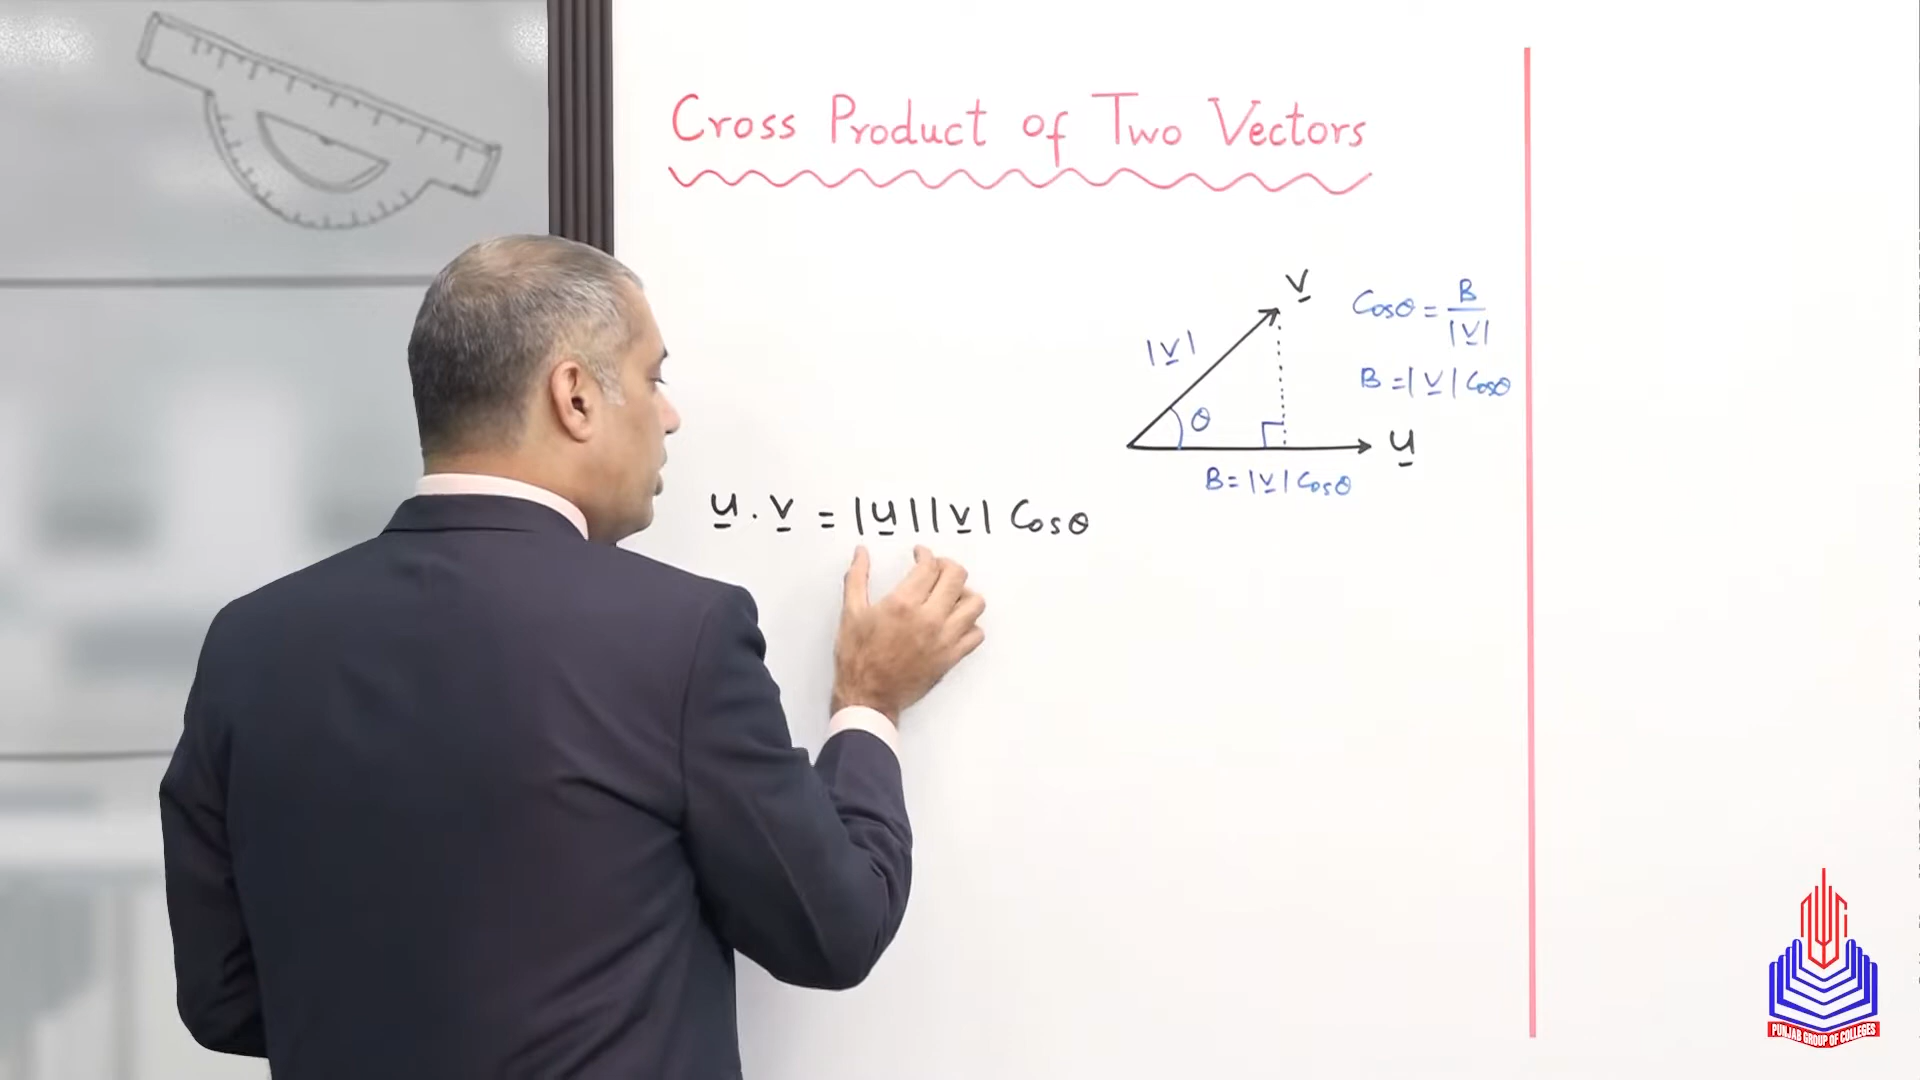 Cross Product of Two Vectors
v
Cosθ = B / |v|
|v|
B = |v| Cosθ
θ
u
B = |v| Cosθ
u . v = |u| |v| Cosθ
PUNJAB GROUP OF COLLEGES